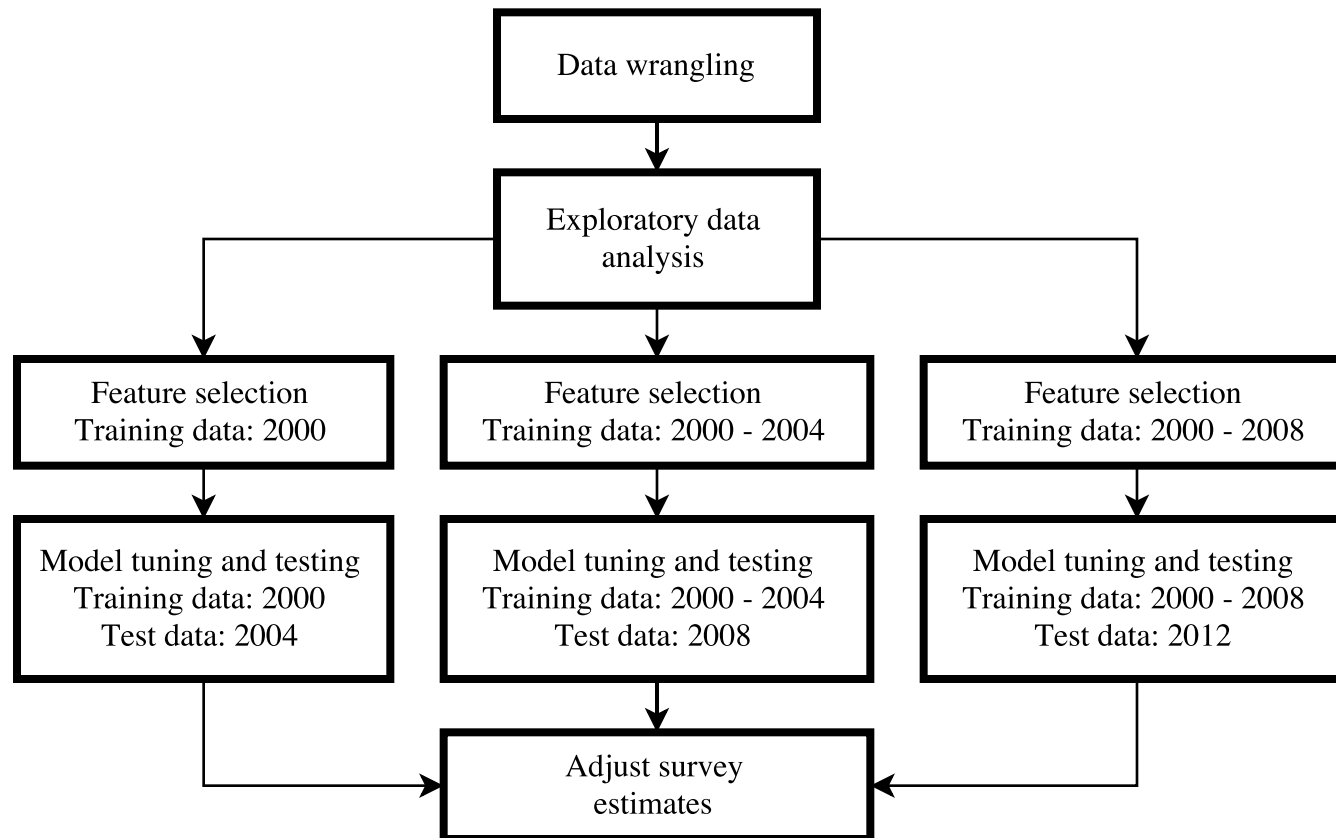 Data wrangling
Exploratory data
analysis
Feature selection
Training data: 2000
Feature selection
Training data: 2000 - 2004
Feature selection
Training data: 2000 - 2008
Model tuning and testing
Training data: 2000
Test data: 2004
Model tuning and testing
Training data: 2000 - 2004
Test data: 2008
Model tuning and testing
Training data: 2000 - 2008
Test data: 2012
Adjust survey
estimates